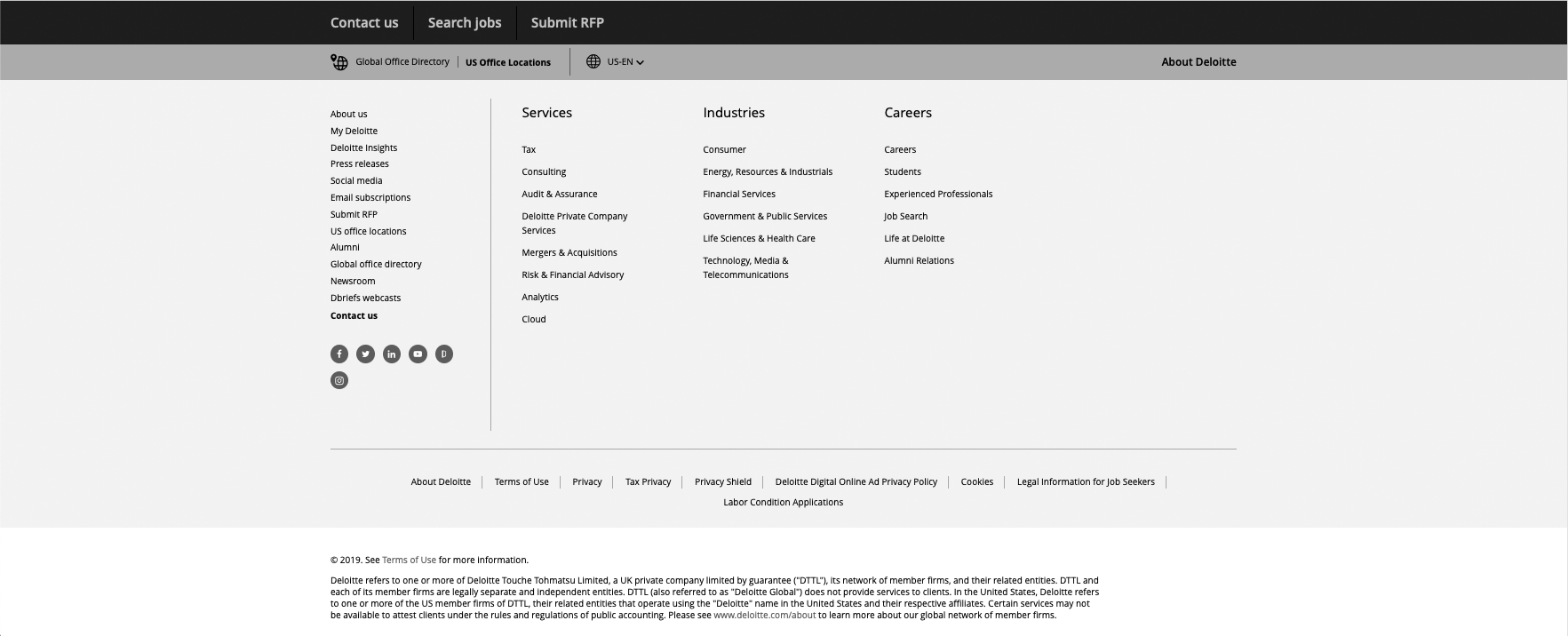 Contact us
Search jobs
Submit RFP
Global Office Directory
US Office Locations
US-EN
About Deloitte
About us
My Deloitte
Deloitte Insights
Press releases
Social media
Email subscriptions
Submit RFP
US office locations
Alumni
Global office directory
Newsroom
Dbriefs webcasts
Contact us
Services
Tax
Consulting
Audit & Assurance
Deloitte Private Company
Services
Mergers & Acquisitions
Risk & Financial Advisory
Analytics
Cloud
Industries
Consumer
Energy, Resources & Industrials
Financial Services
Government & Public Services
Life Sciences & Health Care
Technology, Media &
Telecommunications
Careers
Careers
Students
Experienced Professionals
Job Search
Life at Deloitte
Alumni Relations
About Deloitte
Terms of Use
Privacy
Tax Privacy
Privacy Shield
Deloitte Digital Online Ad Privacy Policy
Cookies
Legal Information for Job Seekers
Labor Condition Applications
© 2019. See Terms of Use for more information.
Deloitte refers to one or more of Deloitte Touche Tohmatsu Limited, a UK private company limited by guarantee ("DTTL"), its network of member firms, and their related entities. DTTL and
each of its member firms are legally separate and independent entities. DTTL (also referred to as "Deloitte Global") does not provide services to clients. In the United States, Deloitte refers
to one or more of the US member firms of DTTL, their related entities that operate using the "Deloitte" name in the United States and their respective affiliates. Certain services may not
be available to attest clients under the rules and regulations of public accounting. Please see www.deloitte.com/about to learn more about our global network of member firms.